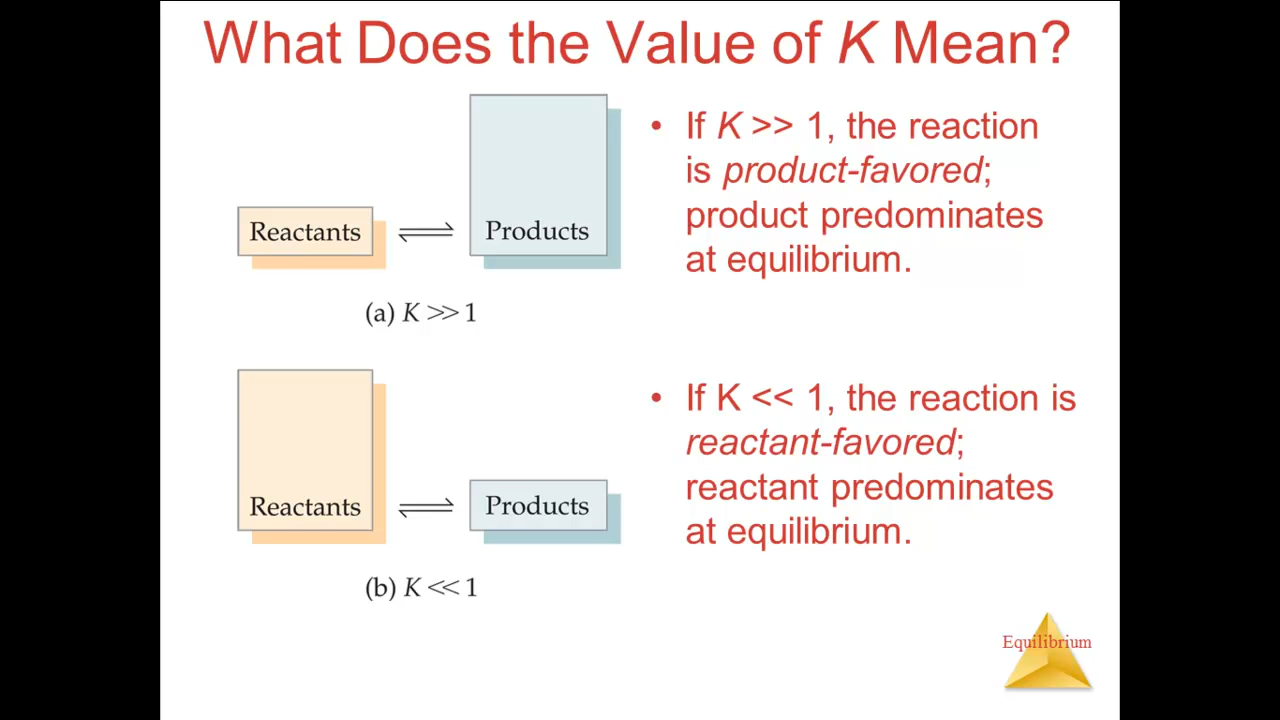 What Does the Value of K Mean?
Reactants
Products
(a) K >> 1
• If K >> 1, the reaction
is product-favored;
product predominates
at equilibrium.
Reactants
Products
(b) K << 1
• If K << 1, the reaction is
reactant-favored;
reactant predominates
at equilibrium.
Equilibrium